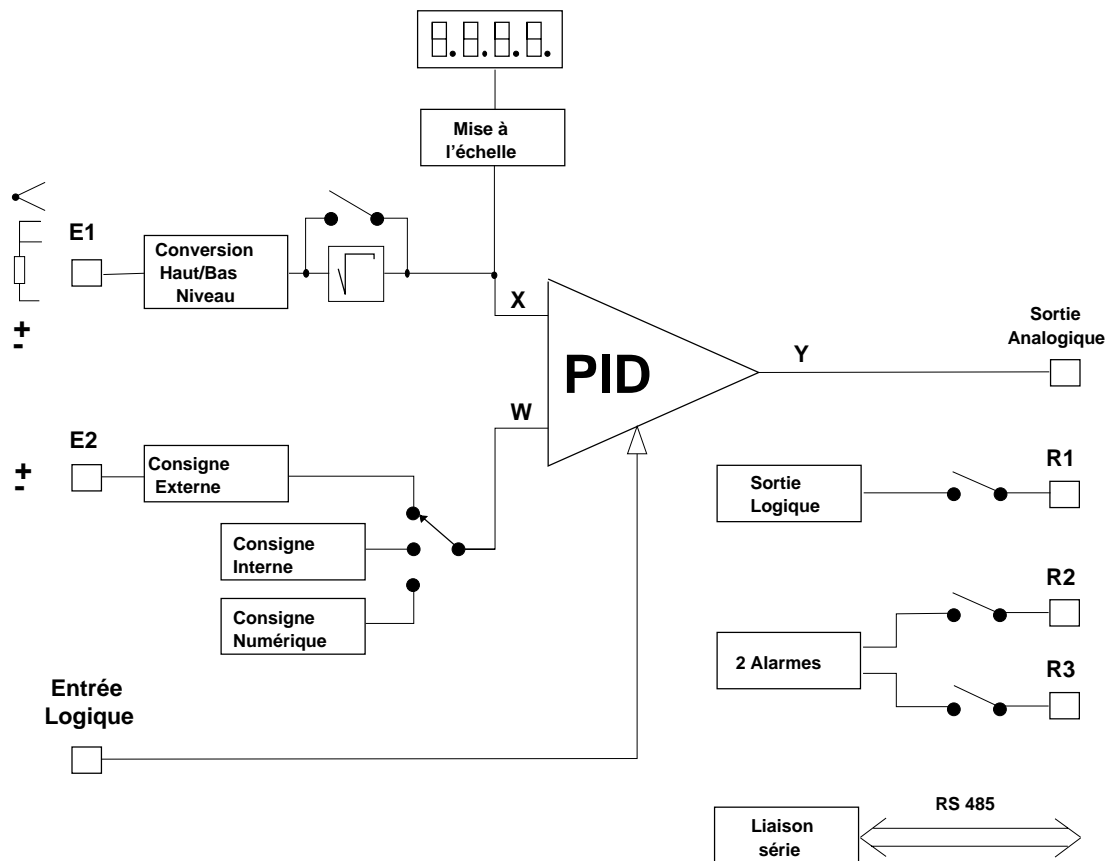 8.8.8.8.
Mise à
l'échelle
E1
Conversion
Haut/Bas
Niveau
+
-
X
PID
W
Y
Sortie
Analogique
E2
+
-
Consigne
Externe
Consigne
Interne
Consigne
Numérique
Entrée
Logique
Sortie
Logique
R1
2 Alarmes
R2
R3
Liaison
série
RS 485